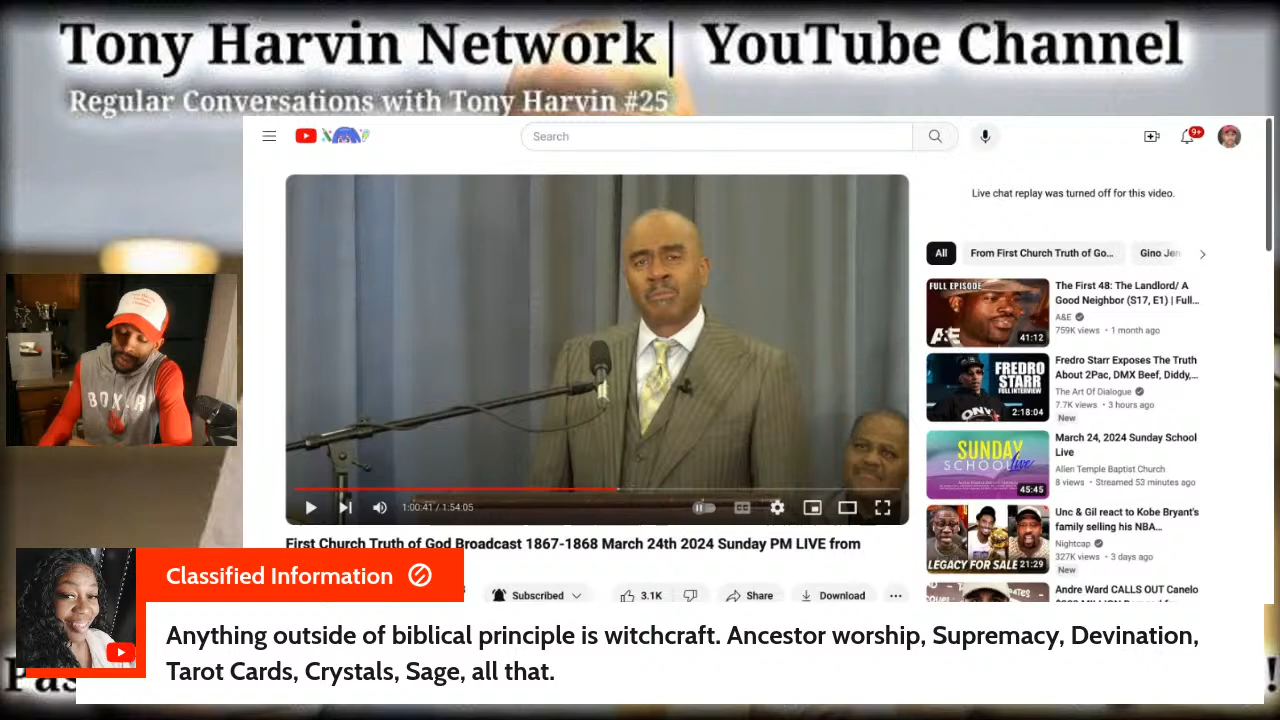 Tony Harvin Network| YouTube Channel
Regular Conversations with Tony Harvin #25
Search
9+
Live chat replay was turned off for this video.
All
From First Church Truth of Go...
Gino Jen
FULL EPISODE
A&E
41:12
The First 48: The Landlord/ A
Good Neighbor (S17, E1) | Full...
A&E
759K views • 1 month ago
FREDRO
STARR
FULL INTERVIEW
2:18:04
Fredro Starr Exposes The Truth
About 2Pac, DMX Beef, Diddy,...
The Art Of Dialogue
7.7K views • 3 hours ago
New
SUNDAY
SCHOOL Live
45:45
March 24, 2024 Sunday School
Live
Allen Temple Baptist Church
8 views • Streamed 53 minutes ago
LEGACY FOR SALE
21:29
Unc & Gil react to Kobe Bryant's
family selling his NBA...
Nightcap
327K views • 3 days ago
New
Andre Ward CALLS OUT Canelo
BOXER
1:00:41 / 1:54:05
CC
First Church Truth of God Broadcast 1867-1868 March 24th 2024 Sunday PM LIVE from
Subscribed
3.1K
Share
Download
Classified Information
Anything outside of biblical principle is witchcraft. Ancestor worship, Supremacy, Devination,
Tarot Cards, Crystals, Sage, all that.